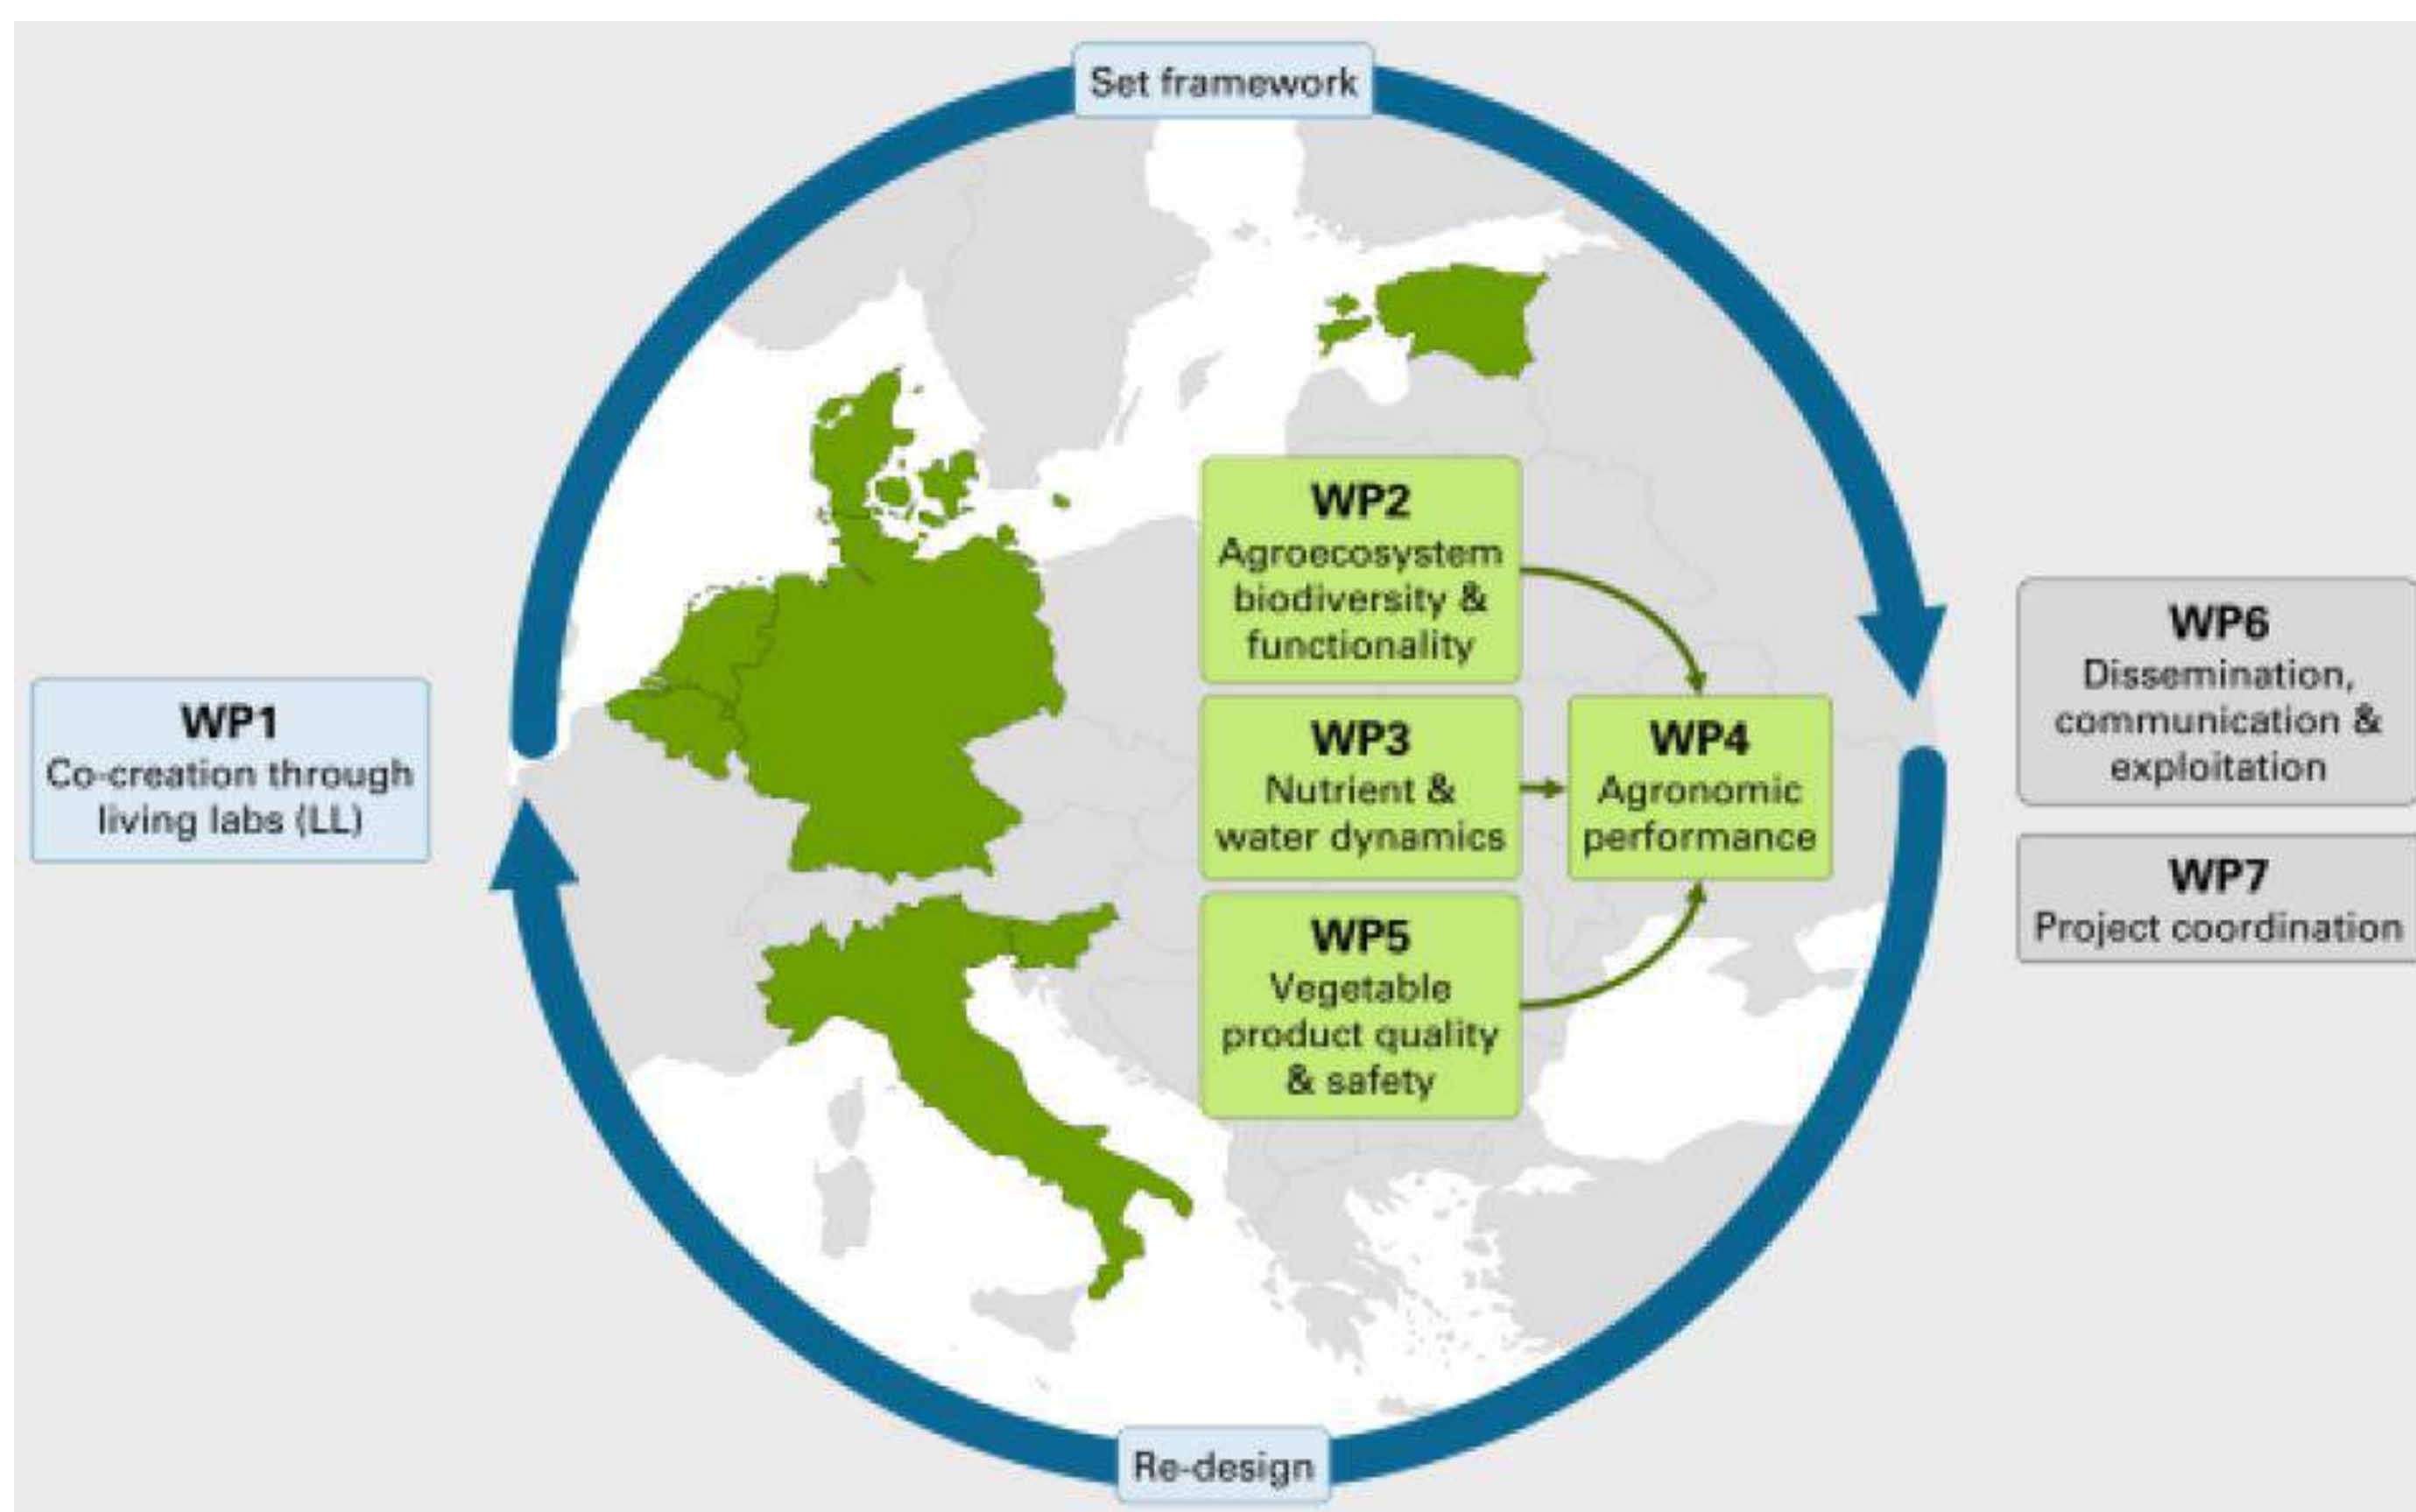 Set framework
WP2
Agroecosystem
biodiversity &
functionality
WP1
Co-creation through
living labs (LL)
WP3
Nutrient &
water dynamics
WP4
Agronomic
performance
WP5
Vegetable
product quality
& safety
WP6
Dissemination,
communication &
exploitation
WP7
Project coordination
Re-design